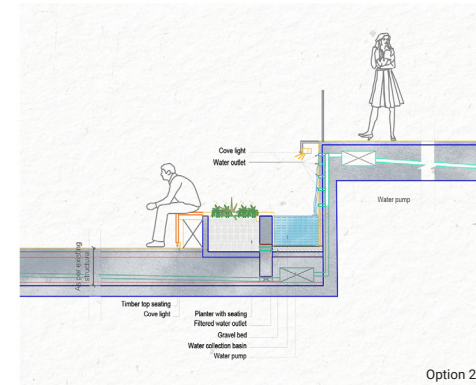 Cove light
Water outlet
Water pump
As per existing
structural
Timber top seating
Cove light
Planter with seating
Filtered water outlet
Gravel bed
Water collection basin
Water pump
Option 2